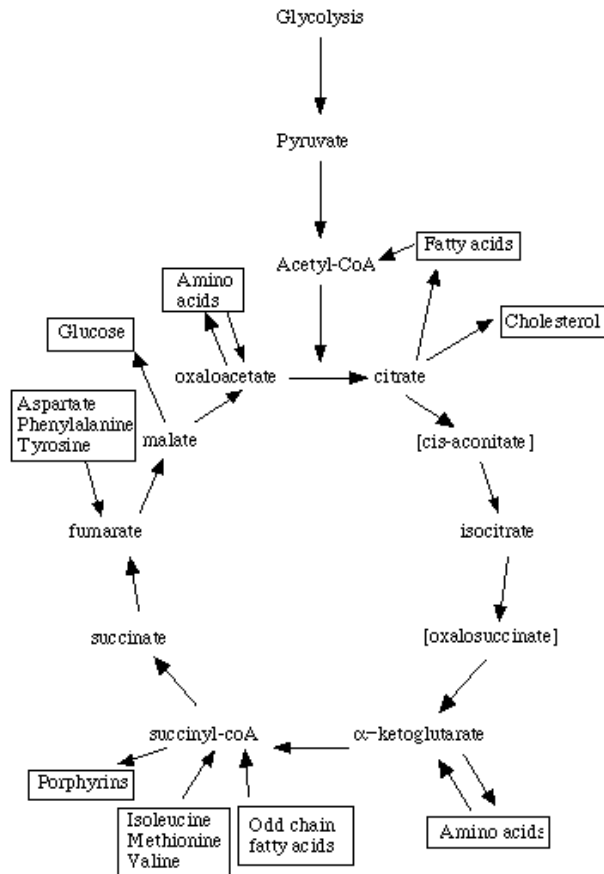 Glycolysis
Pyruvate
Acetyl-CoA
Fatty acids
Amino
acids
Glucose
Cholesterol
oxaloacetate
citrate
Aspartate
Phenylalanine
Tyrosine
malate
[cis-aconitate]
fumarate
isocitrate
succinate
[oxalosuccinate]
succinyl-coA
α-ketoglutarate
Porphyrins
Isoleucine
Methionine
Valine
Odd chain
fatty acids
Amino acids